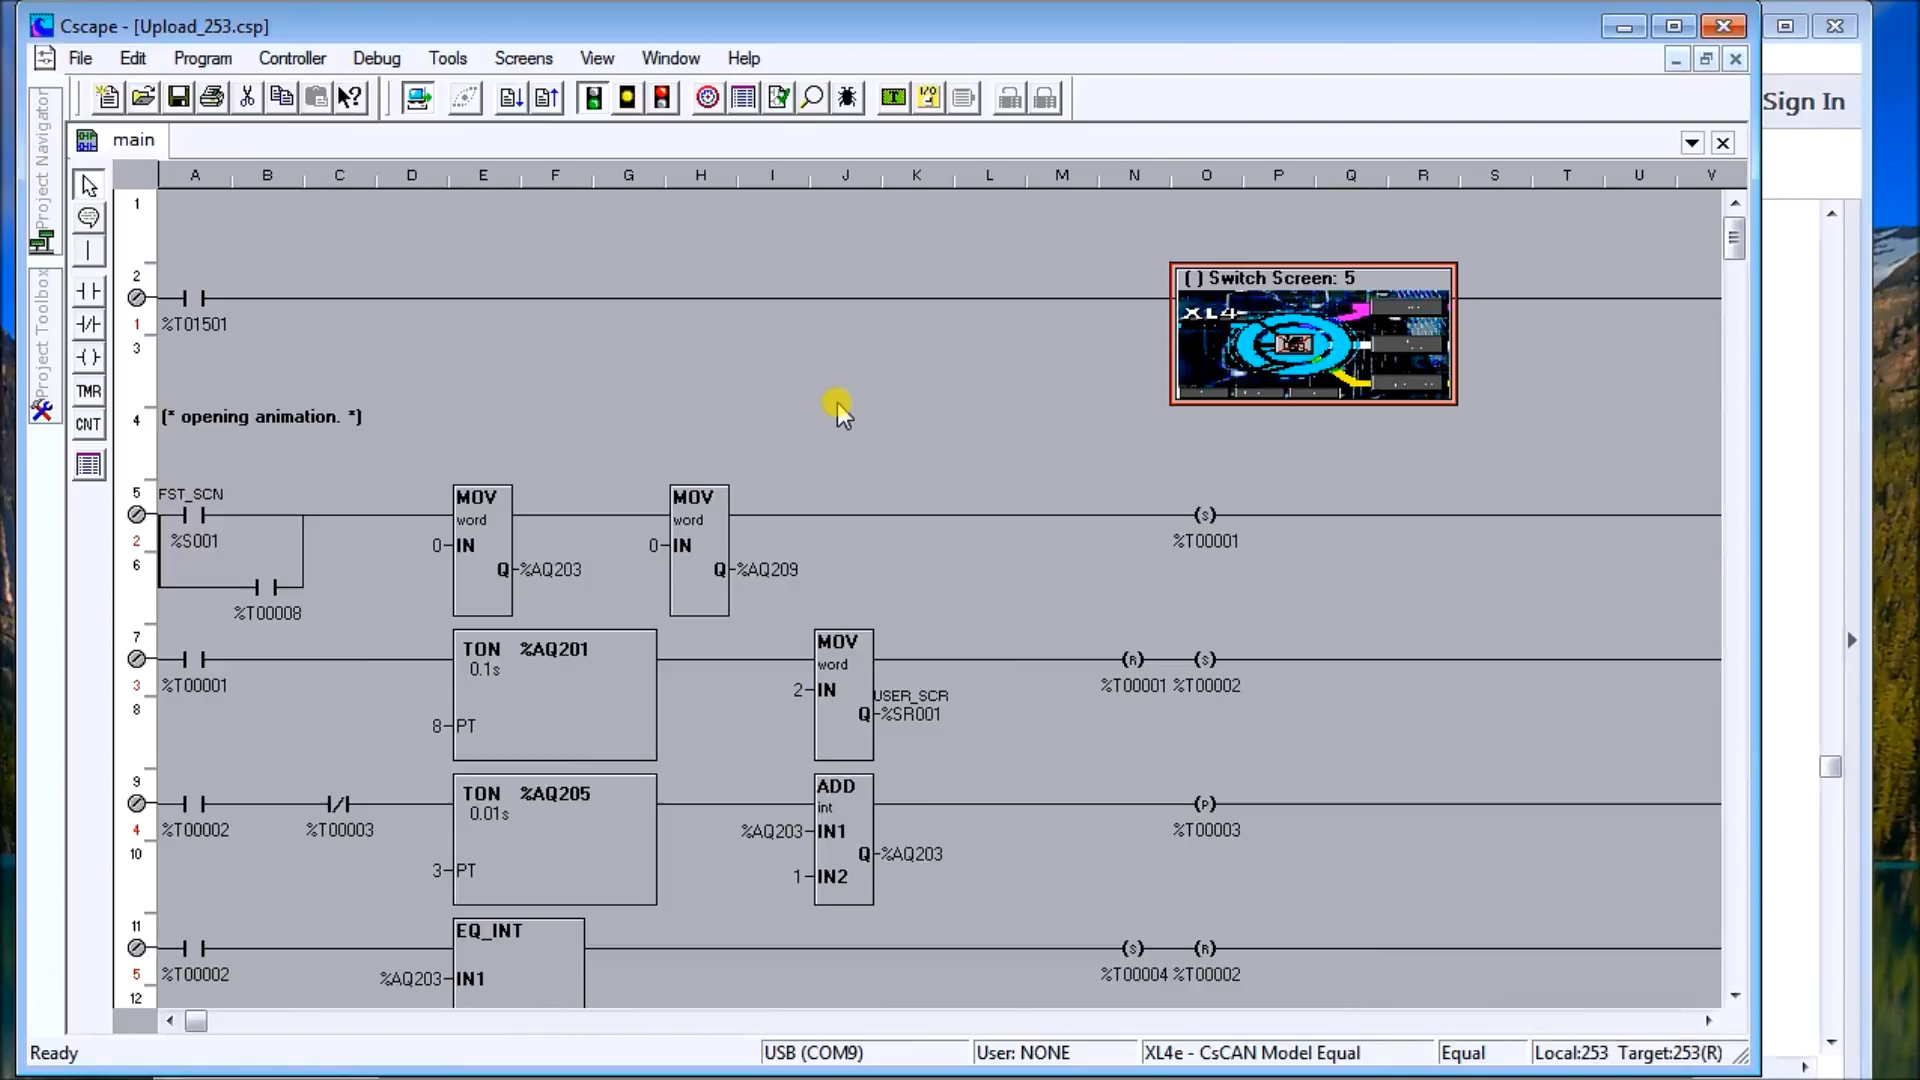 Cscape - [Upload_253.csp]
File Edit Program Controller Debug Tools Screens View Window Help
Sign In
Project Navigator
Project Toolbox
main
A B C D E F G H I J K L M N O P Q R S T U V
1
2
( ) Switch Screen: 5
XL4
%T01501
1
3
4
(* opening animation. *)
5
FST_SCN
MOV
word
0 IN
Q %AQ203
MOV
word
0 IN
Q %AQ209
(S)
%S001
%T00001
2
6
%T00008
7
TON %AQ201
0.1s
8 PT
MOV
word
2 IN
USER_SCR
Q %SR001
(R) (S)
%T00001
3
%T00001 %T00002
8
9
TON %AQ205
0.01s
3 PT
ADD
int
%AQ203 IN1
Q %AQ203
1 IN2
(P)
%T00002
%T00003
4
%T00003
10
11
EQ_INT
%AQ203 IN1
(S) (R)
%T00002
5
%T00004 %T00002
12
TMR
CNT
Ready
USB (COM9)
User: NONE
XL4e - CsCAN Model Equal
Equal
Local:253 Target:253(R)